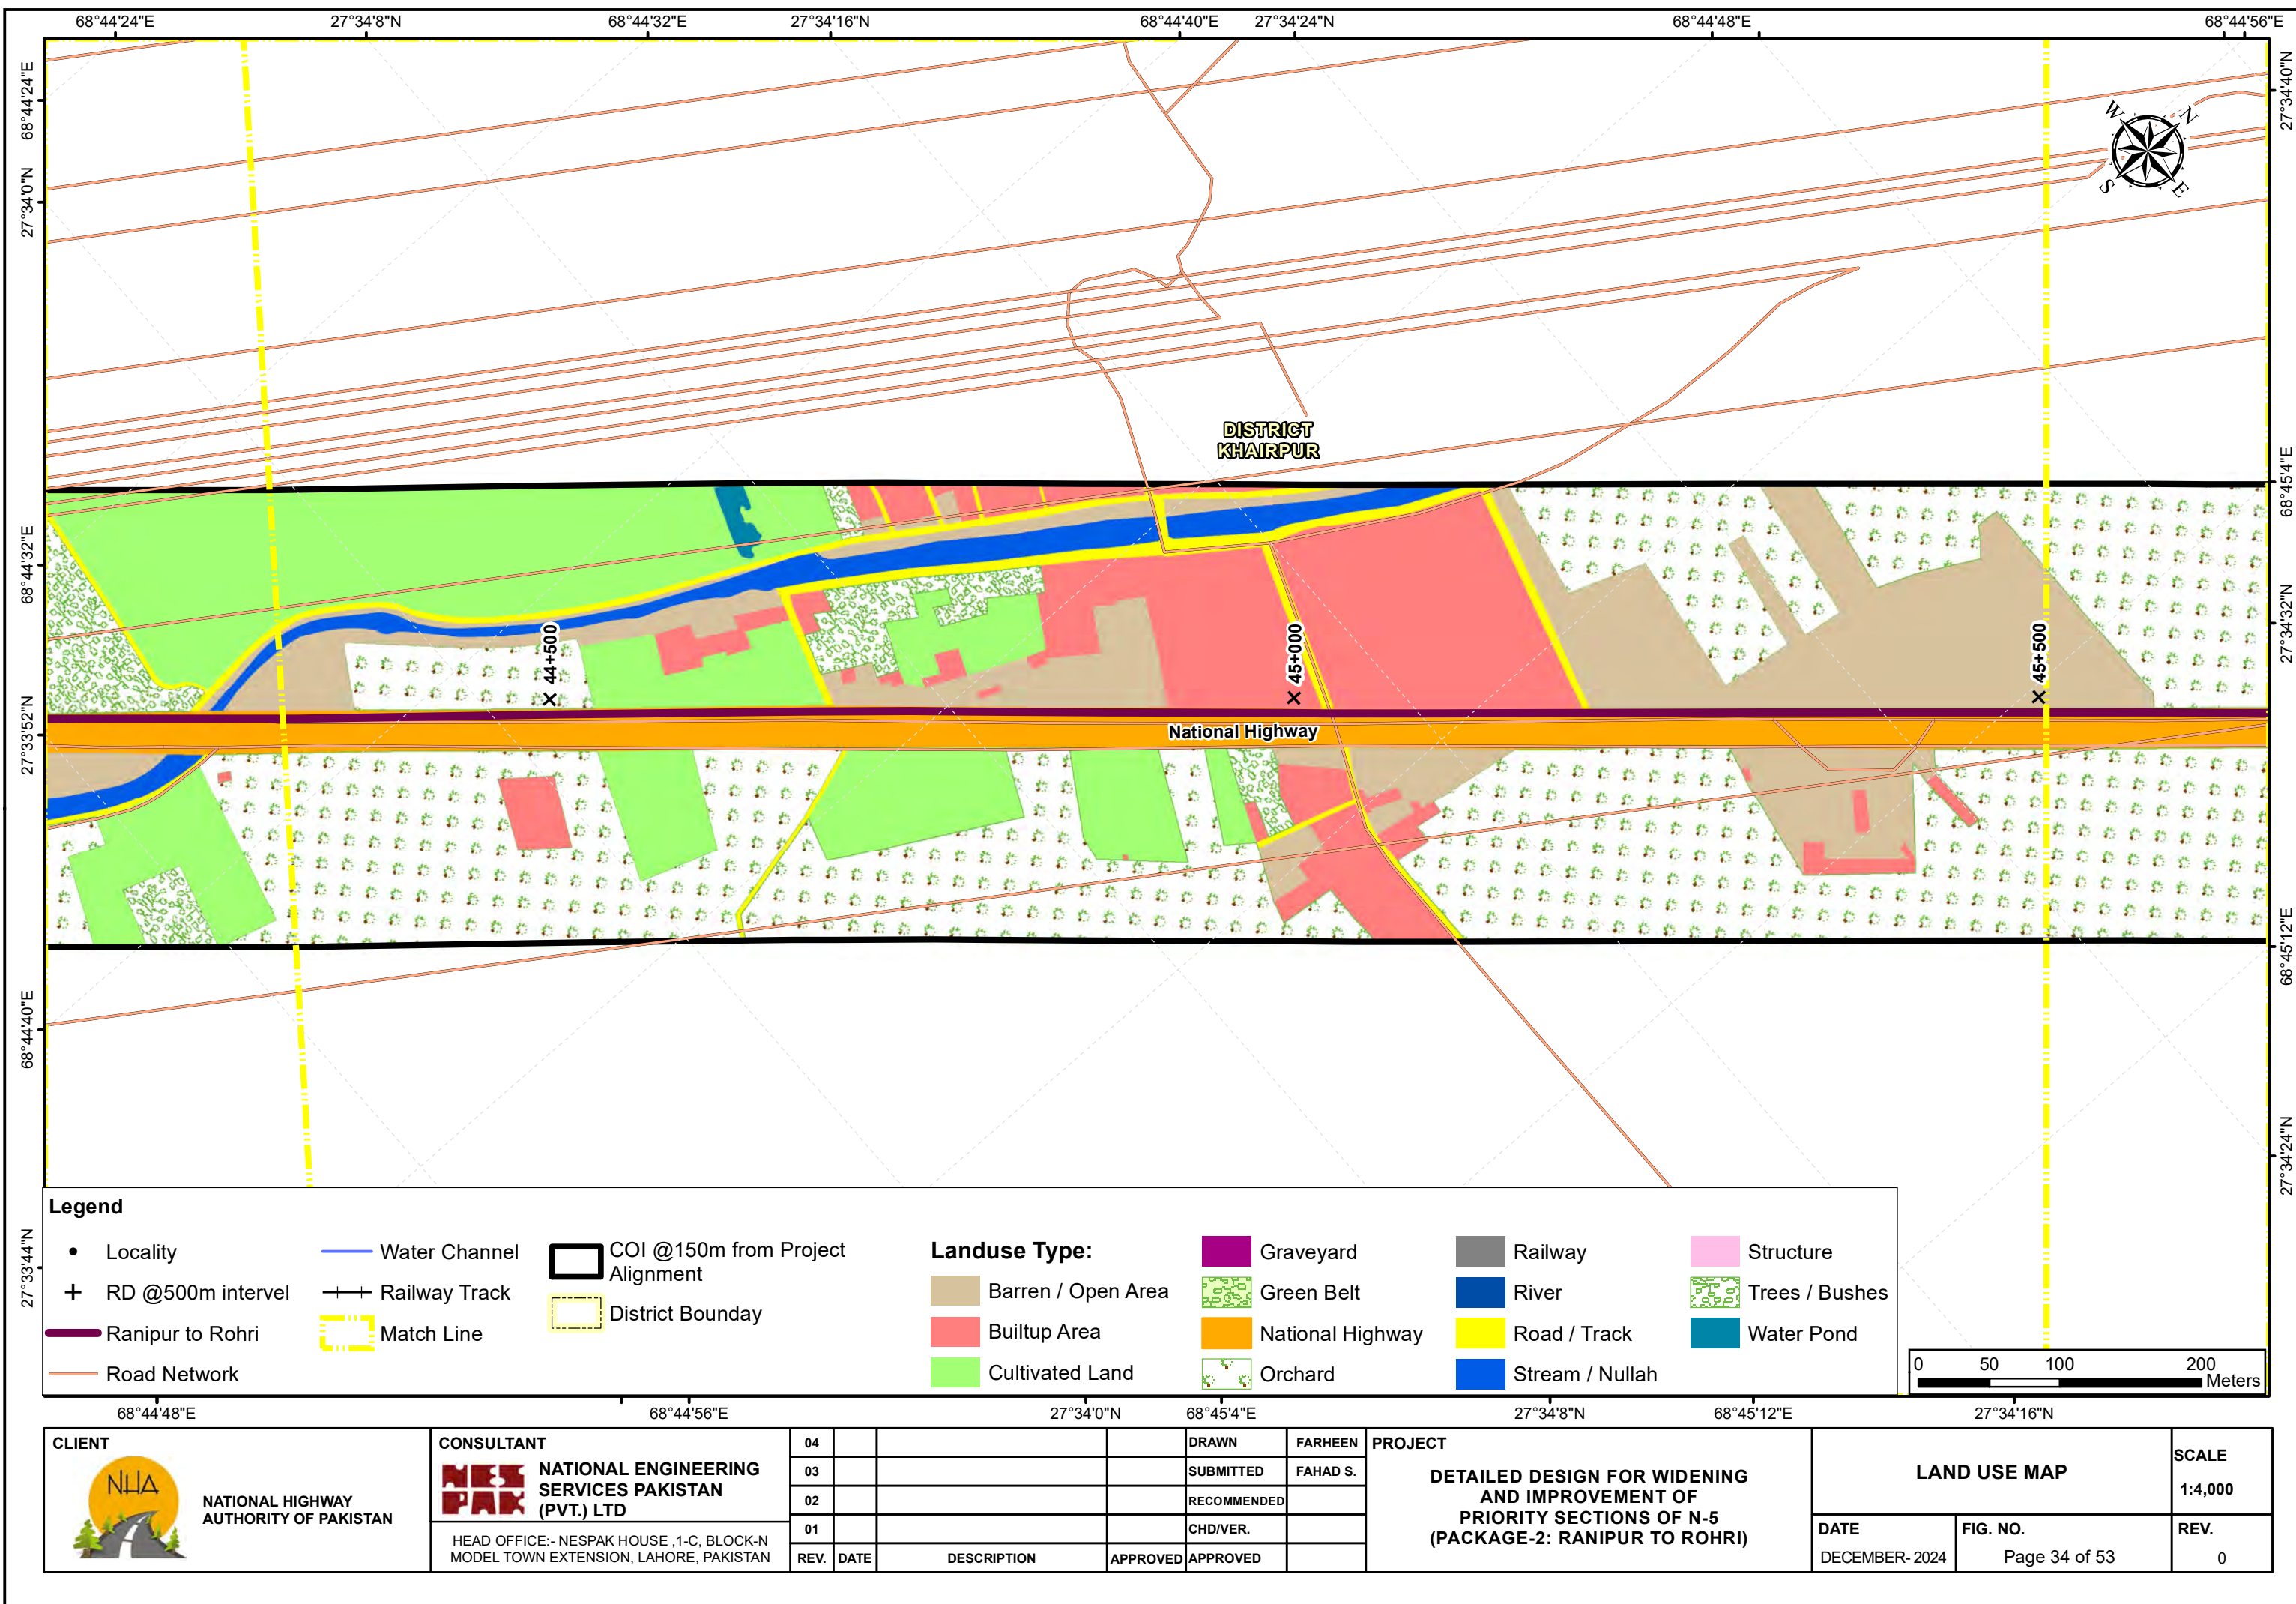 68°44'24"E
27°34'8"N
68°44'32"E
27°34'16"N
68°44'40"E
27°34'24"N
68°44'48"E
68°44'56"E
68°44'24"E
27°34'0"N
68°44'32"E
27°33'52"N
68°44'40"E
27°33'44"N
27°34'40"N
68°45'4"E
27°34'32"N
68°45'12"E
27°34'24"N
W
N
S
E
DISTRICT
KHAIRPUR
44+500
45+000
45+500
National Highway
Legend
Locality
RD @500m intervel
Ranipur to Rohri
Road Network
Water Channel
Railway Track
Match Line
COI @150m from Project
Alignment
District Bounday
Landuse Type:
Barren / Open Area
Builtup Area
Cultivated Land
Graveyard
Green Belt
National Highway
Orchard
Railway
River
Road / Track
Stream / Nullah
Structure
Trees / Bushes
Water Pond
0 50 100 200
Meters
68°44'48"E
68°44'56"E
27°34'0"N
68°45'4"E
27°34'8"N
68°45'12"E
27°34'16"N
CLIENT
NHA
NATIONAL HIGHWAY
AUTHORITY OF PAKISTAN
CONSULTANT
NES
PAK
NATIONAL ENGINEERING
SERVICES PAKISTAN
(PVT.) LTD
HEAD OFFICE:- NESPAK HOUSE ,1-C, BLOCK-N
MODEL TOWN EXTENSION, LAHORE, PAKISTAN
04 DRAWN FARHEEN
03 SUBMITTED FAHAD S.
02 RECOMMENDED
01 CHD/VER.
REV. DATE DESCRIPTION APPROVED APPROVED
PROJECT
DETAILED DESIGN FOR WIDENING
AND IMPROVEMENT OF
PRIORITY SECTIONS OF N-5
(PACKAGE-2: RANIPUR TO ROHRI)
LAND USE MAP
SCALE
1:4,000
DATE
DECEMBER- 2024
FIG. NO.
Page 34 of 53
REV.
0